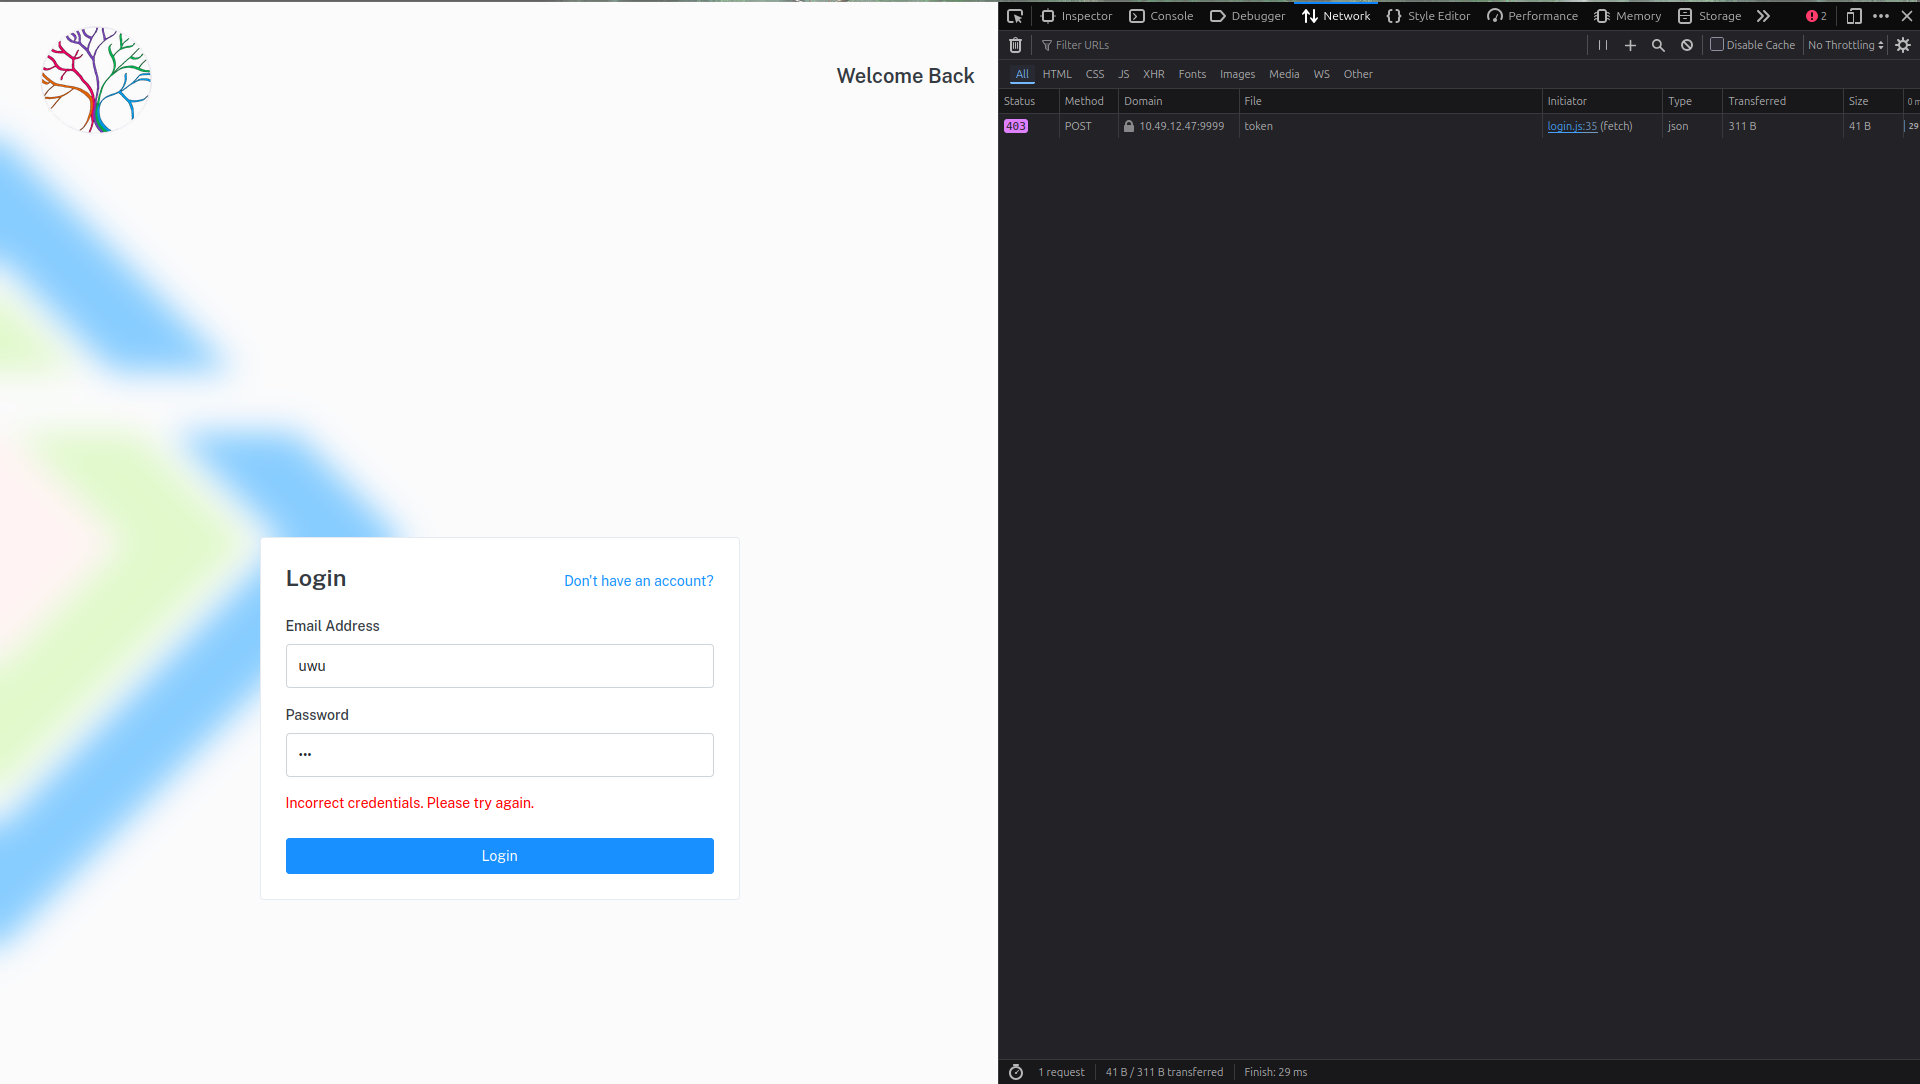 Welcome Back
Login
Don't have an account?
Email Address
uwu
Password
•••
Incorrect credentials. Please try again.
Login
Inspector Console Debugger Network Style Editor Performance Memory Storage 2
Filter URLs Disable Cache No Throttling
All HTML CSS JS XHR Fonts Images Media WS Other
Status Method Domain File Initiator Type Transferred Size 0 m
403 POST 10.49.12.47:9999 token login.js:35 (fetch) json 311 B 41 B 29
1 request 41 B / 311 B transferred Finish: 29 ms